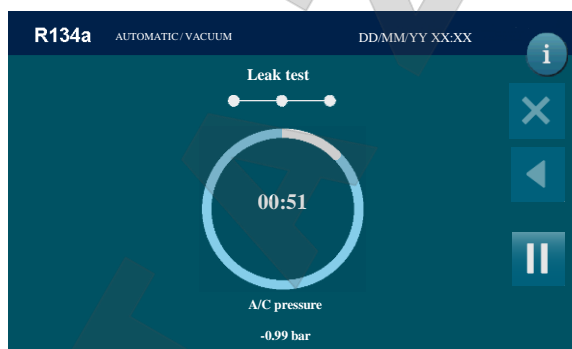 R134a AUTOMATIC/VACUUM DD/MM/YY XX:XX
i
Leak test
00:51
A/C pressure
-0.99 bar